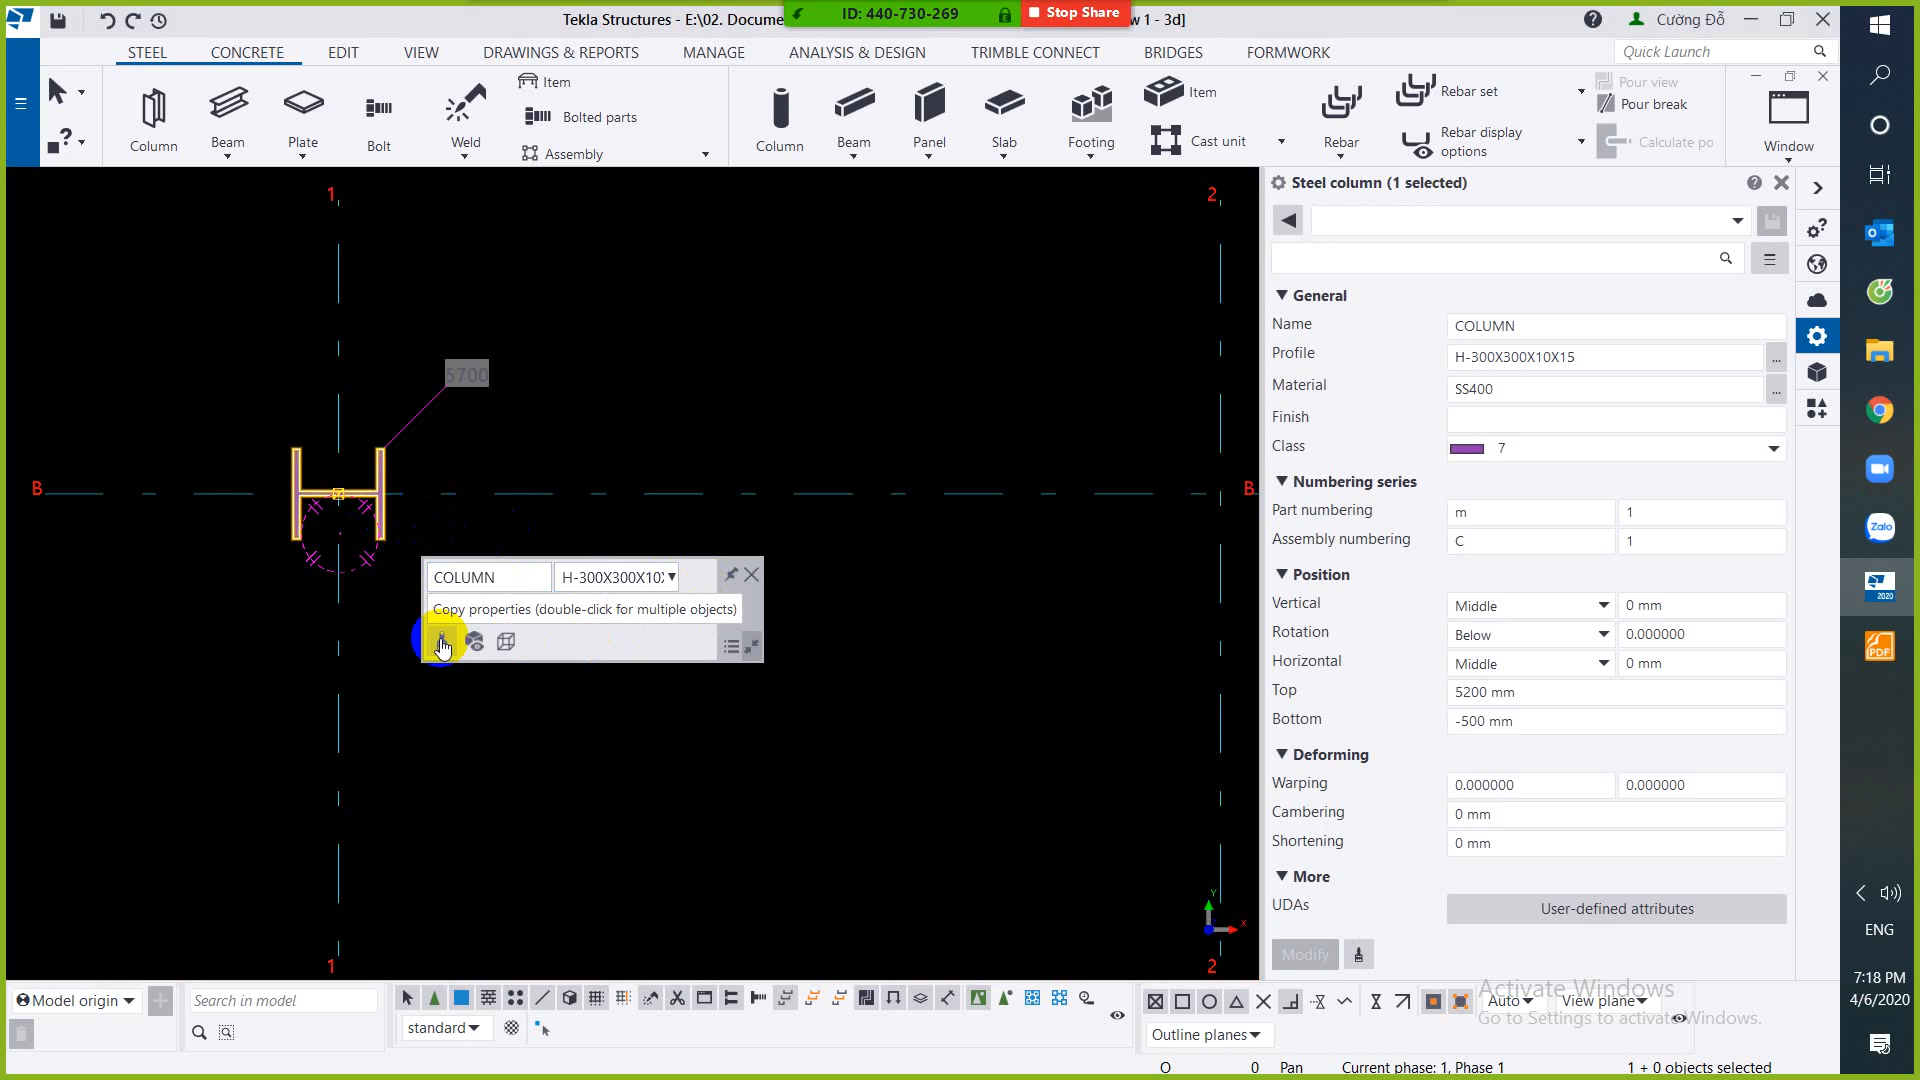 Tekla Structures - E:\02. Docume
ID: 440-730-269
Stop Share
w 1 - 3d]
Cường Đỗ
STEEL
CONCRETE
EDIT
VIEW
DRAWINGS & REPORTS
MANAGE
ANALYSIS & DESIGN
TRIMBLE CONNECT
BRIDGES
FORMWORK
Quick Launch
Column
Beam
Plate
Bolt
Weld
Item
Bolted parts
Assembly
Column
Beam
Panel
Slab
Footing
Item
Cast unit
Rebar
Rebar set
Rebar display
options
Pour view
Pour break
Calculate po
Window
1
2
5700
B
B
1
2
COLUMN
H-300X300X10
Copy properties (double-click for multiple objects)
Y
X
Steel column (1 selected)
General
Name
COLUMN
Profile
H-300X300X10X15
...
Material
SS400
...
Finish
Class
7
Numbering series
Part numbering
m
1
Assembly numbering
C
1
Position
Vertical
Middle
0 mm
Rotation
Below
0.000000
Horizontal
Middle
0 mm
Top
5200 mm
Bottom
-500 mm
Deforming
Warping
0.000000
0.000000
Cambering
0 mm
Shortening
0 mm
More
UDAs
User-defined attributes
Modify
Activate Windows
Go to Settings to activate Windows.
Model origin
Search in model
standard
Auto
View plane
Outline planes
O
0
Pan
Current phase: 1, Phase 1
1 + 0 objects selected
Zalo
2020
PDF
ENG
7:18 PM
4/6/2020